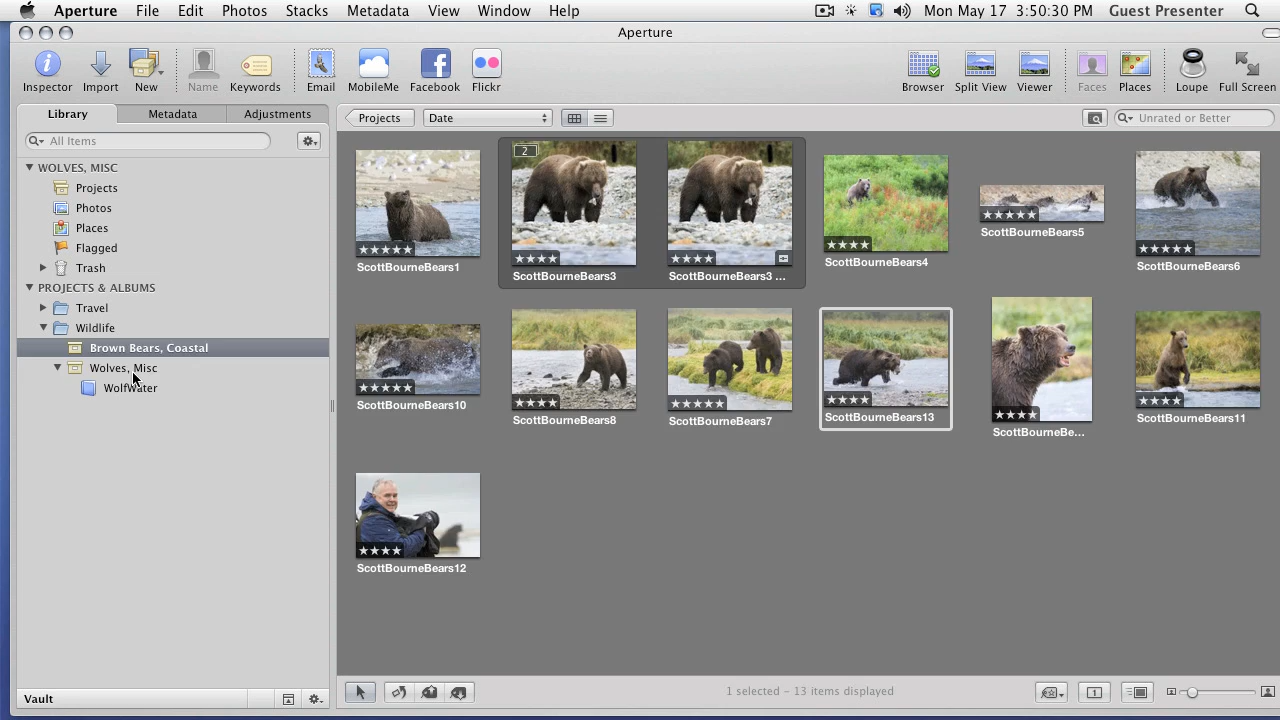 Aperture File Edit Photos Stacks Metadata View Window Help Mon May 17 3:50:30 PM Guest Presenter
Aperture
Inspector Import New Name Keywords Email MobileMe Facebook Flickr Browser Split View Viewer Faces Places Loupe Full Screen
Library Metadata Adjustments
Projects Date Unrated or Better
All Items
WOLVES, MISC
Projects
Photos
Places
Flagged
Trash
PROJECTS & ALBUMS
Travel
Wildlife
Brown Bears, Coastal
Wolves, Misc
WolfWater
2
ScottBourneBears1 ScottBourneBears3 ScottBourneBears3 ... ScottBourneBears4 ScottBourneBears5 ScottBourneBears6
ScottBourneBears10 ScottBourneBears8 ScottBourneBears7 ScottBourneBears13 ScottBourneBe... ScottBourneBears11
ScottBourneBears12
Vault
1 selected – 13 items displayed
1